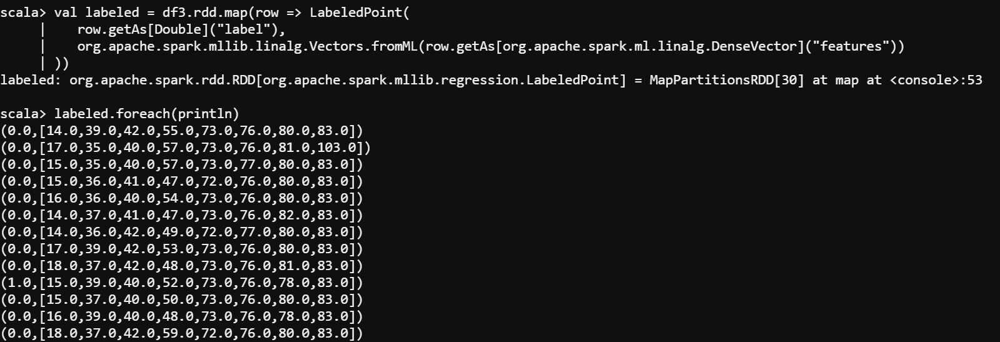 scala> val labeled = df3.rdd.map(row => LabeledPoint(
     |    row.getAs[Double]("label"),
     |    org.apache.spark.mllib.linalg.Vectors.fromML(row.getAs[org.apache.spark.ml.linalg.DenseVector]("features"))
     | ))
labeled: org.apache.spark.rdd.RDD[org.apache.spark.mllib.regression.LabeledPoint] = MapPartitionsRDD[30] at map at <console>:53

scala> labeled.foreach(println)
(0.0,[14.0,39.0,42.0,55.0,73.0,76.0,80.0,83.0])
(0.0,[17.0,35.0,40.0,57.0,73.0,76.0,81.0,103.0])
(0.0,[15.0,35.0,40.0,57.0,73.0,77.0,80.0,83.0])
(0.0,[15.0,36.0,41.0,47.0,72.0,76.0,80.0,83.0])
(0.0,[16.0,36.0,40.0,54.0,73.0,76.0,80.0,83.0])
(0.0,[14.0,37.0,41.0,47.0,73.0,76.0,82.0,83.0])
(0.0,[14.0,36.0,42.0,49.0,72.0,77.0,80.0,83.0])
(0.0,[17.0,39.0,42.0,53.0,73.0,76.0,80.0,83.0])
(0.0,[18.0,37.0,42.0,48.0,73.0,76.0,81.0,83.0])
(1.0,[15.0,39.0,40.0,52.0,73.0,76.0,78.0,83.0])
(0.0,[15.0,37.0,40.0,50.0,73.0,76.0,80.0,83.0])
(0.0,[16.0,39.0,40.0,48.0,73.0,76.0,78.0,83.0])
(0.0,[18.0,37.0,42.0,59.0,72.0,76.0,80.0,83.0])